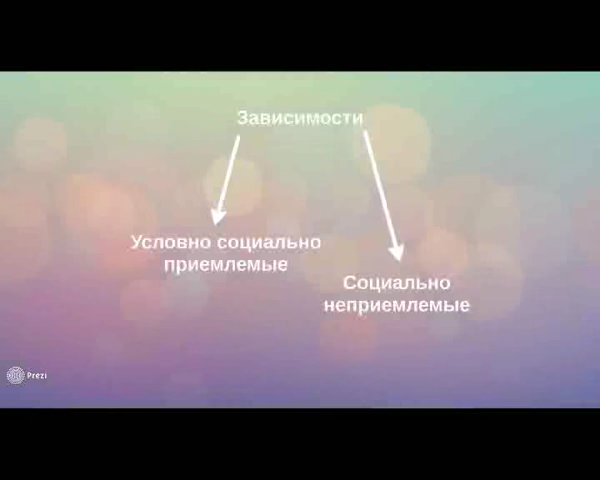 Зависимости
Условно социально
приемлемые
Социально
неприемлемые
Prezi